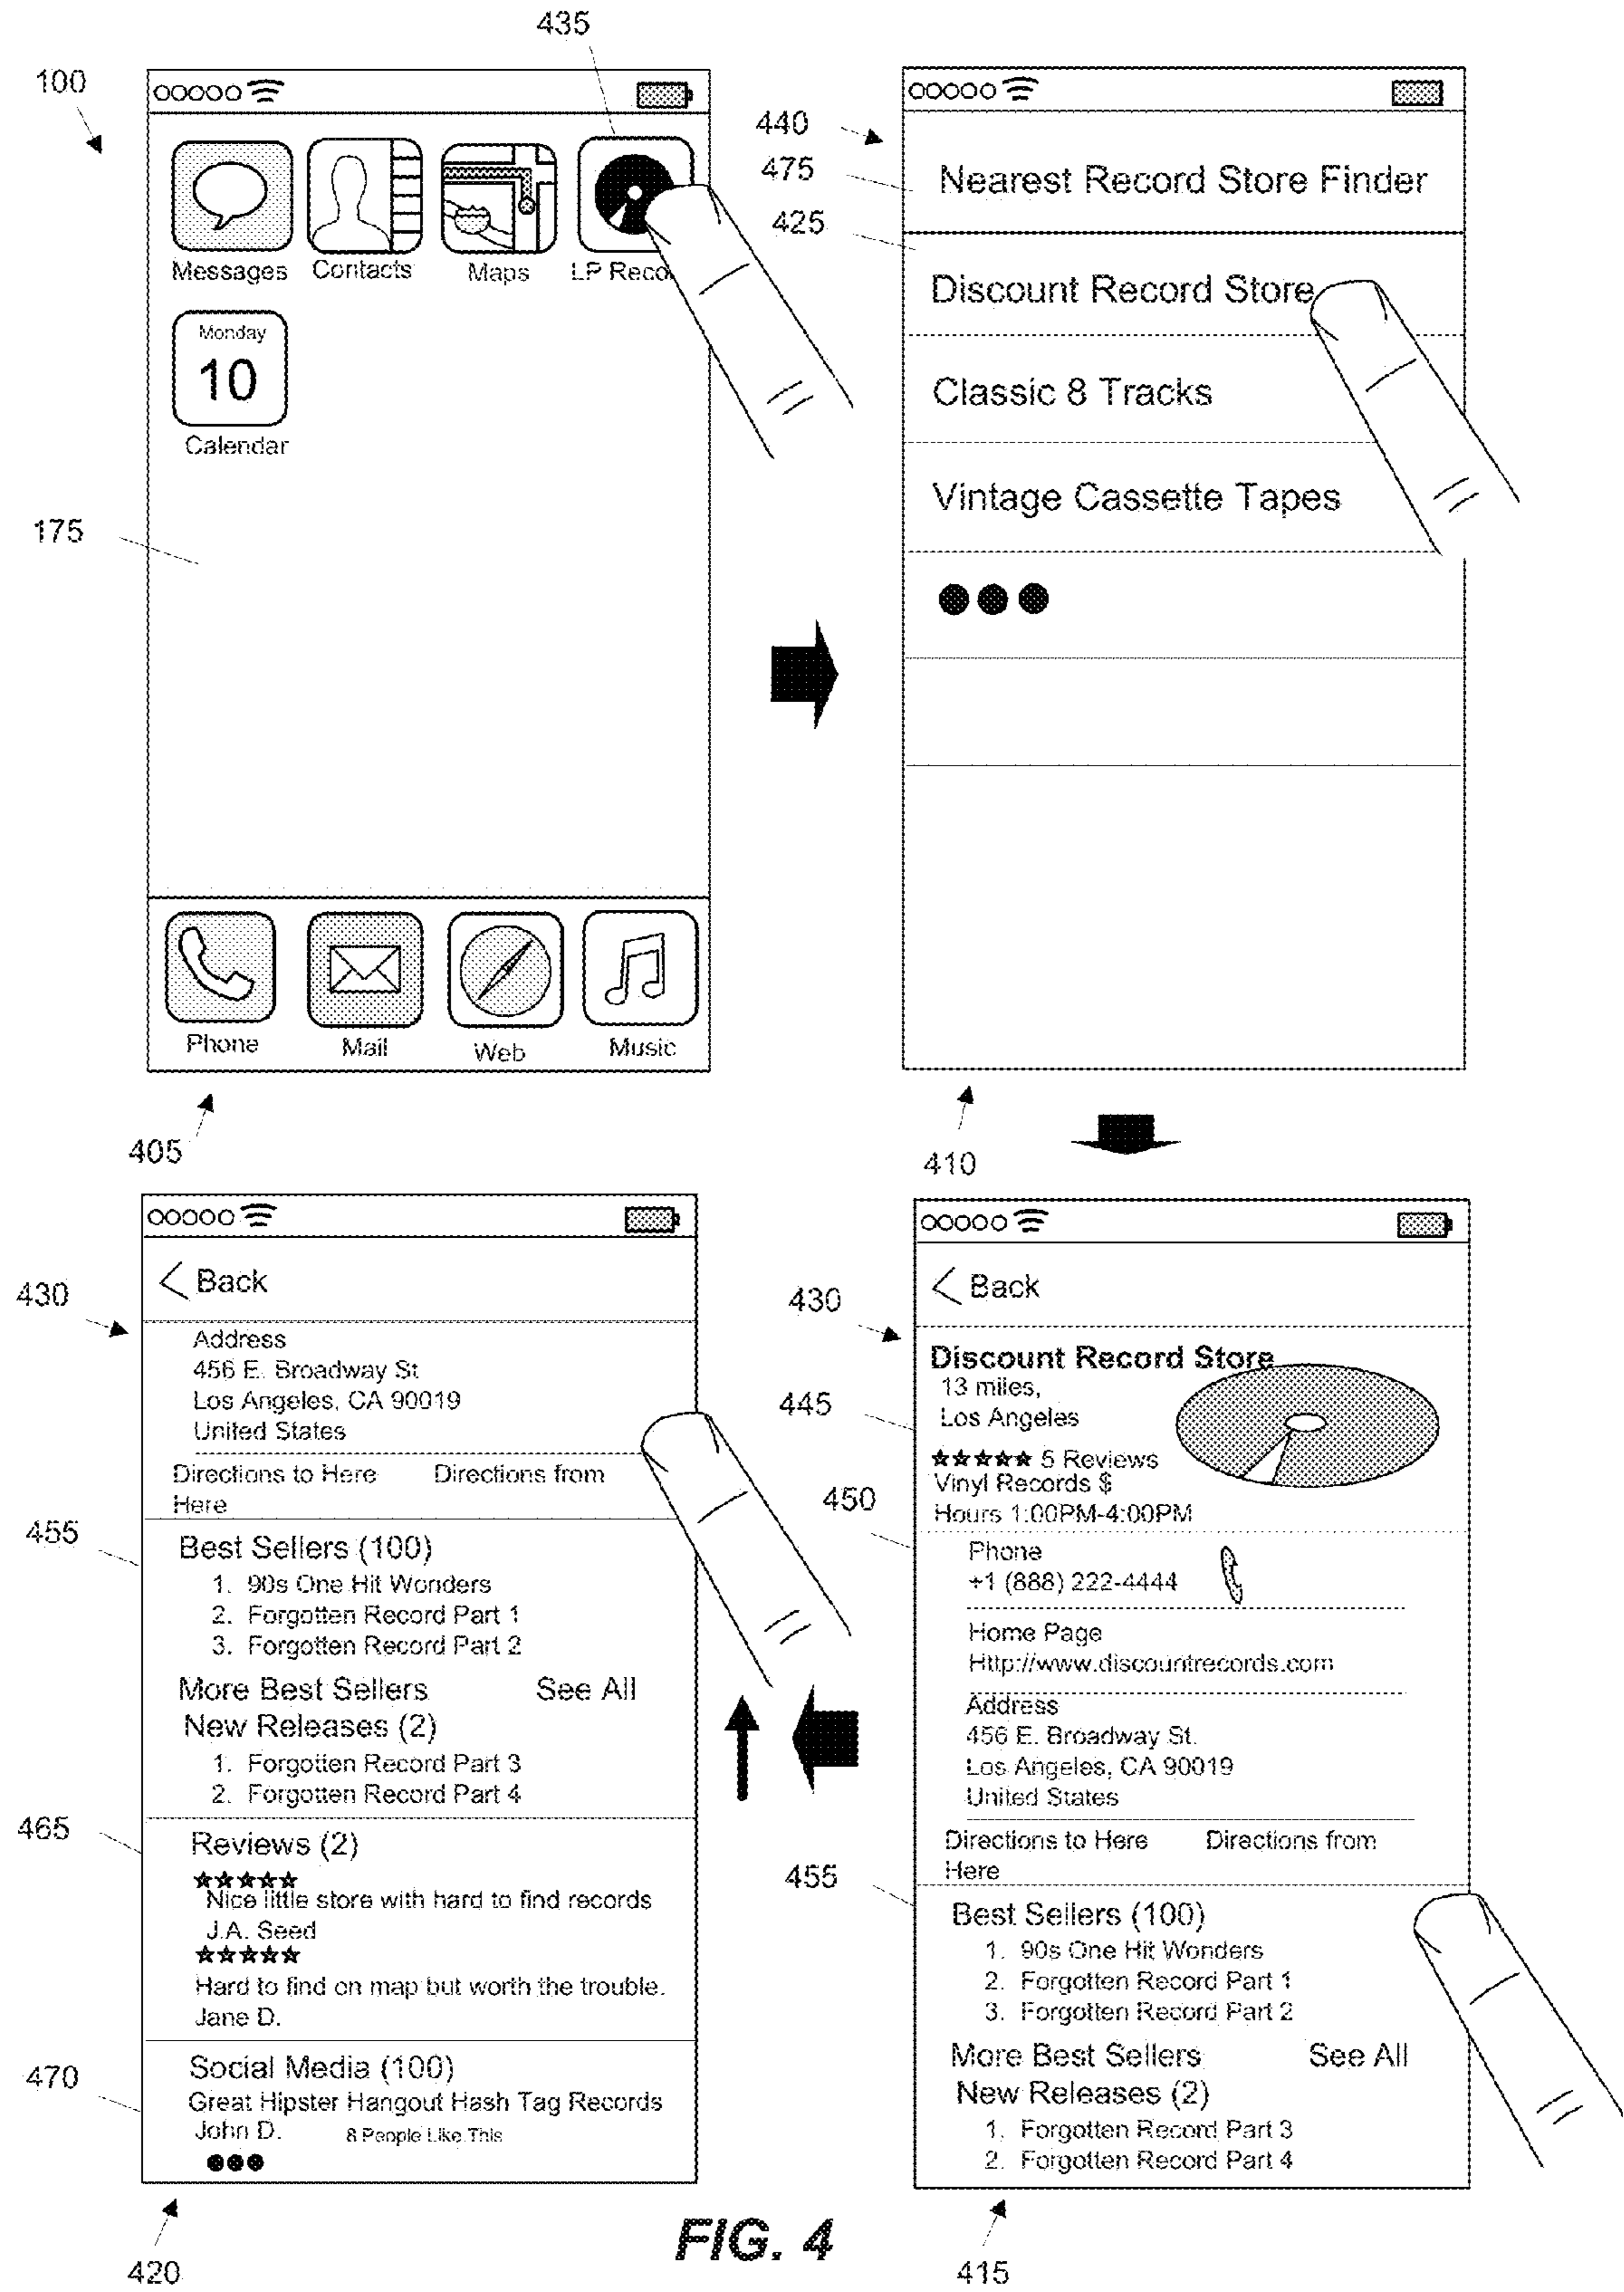 435
100
Messages
Contacts
Maps
LP Reco
Monday
10
Calendar
175
Phone
Mail
Web
Music
405
440
475
425
Nearest Record Store Finder
Discount Record Store
Classic 8 Tracks
Vintage Cassette Tapes
410
430
Back
Address
456 E. Broadway St
Los Angeles, CA 90019
United States
Directions to Here Directions from
Here
455
Best Sellers (100)
1. 90s One Hit Wonders
2. Forgotten Record Part 1
3. Forgotten Record Part 2
More Best Sellers See All
New Releases (2)
1. Forgotten Record Part 3
2. Forgotten Record Part 4
465
Reviews (2)
Nice little store with hard to find records
J.A. Seed
Hard to find on map but worth the trouble.
Jane D.
470
Social Media (100)
Great Hipster Hangout Hash Tag Records
John D. 8 People Like This
420
430
Back
Discount Record Store
13 miles,
Los Angeles
445
5 Reviews
Vinyl Records $
450
Hours 1:00PM-4:00PM
Phone
+1 (888) 222-4444
Home Page
Http://www.discountrecords.com
Address
456 E. Broadway St.
Los Angeles, CA 90019
United States
Directions to Here Directions from
Here
455
Best Sellers (100)
1. 90s One Hit Wonders
2. Forgotten Record Part 1
3. Forgotten Record Part 2
More Best Sellers See All
New Releases (2)
1. Forgotten Record Part 3
2. Forgotten Record Part 4
415
FIG. 4